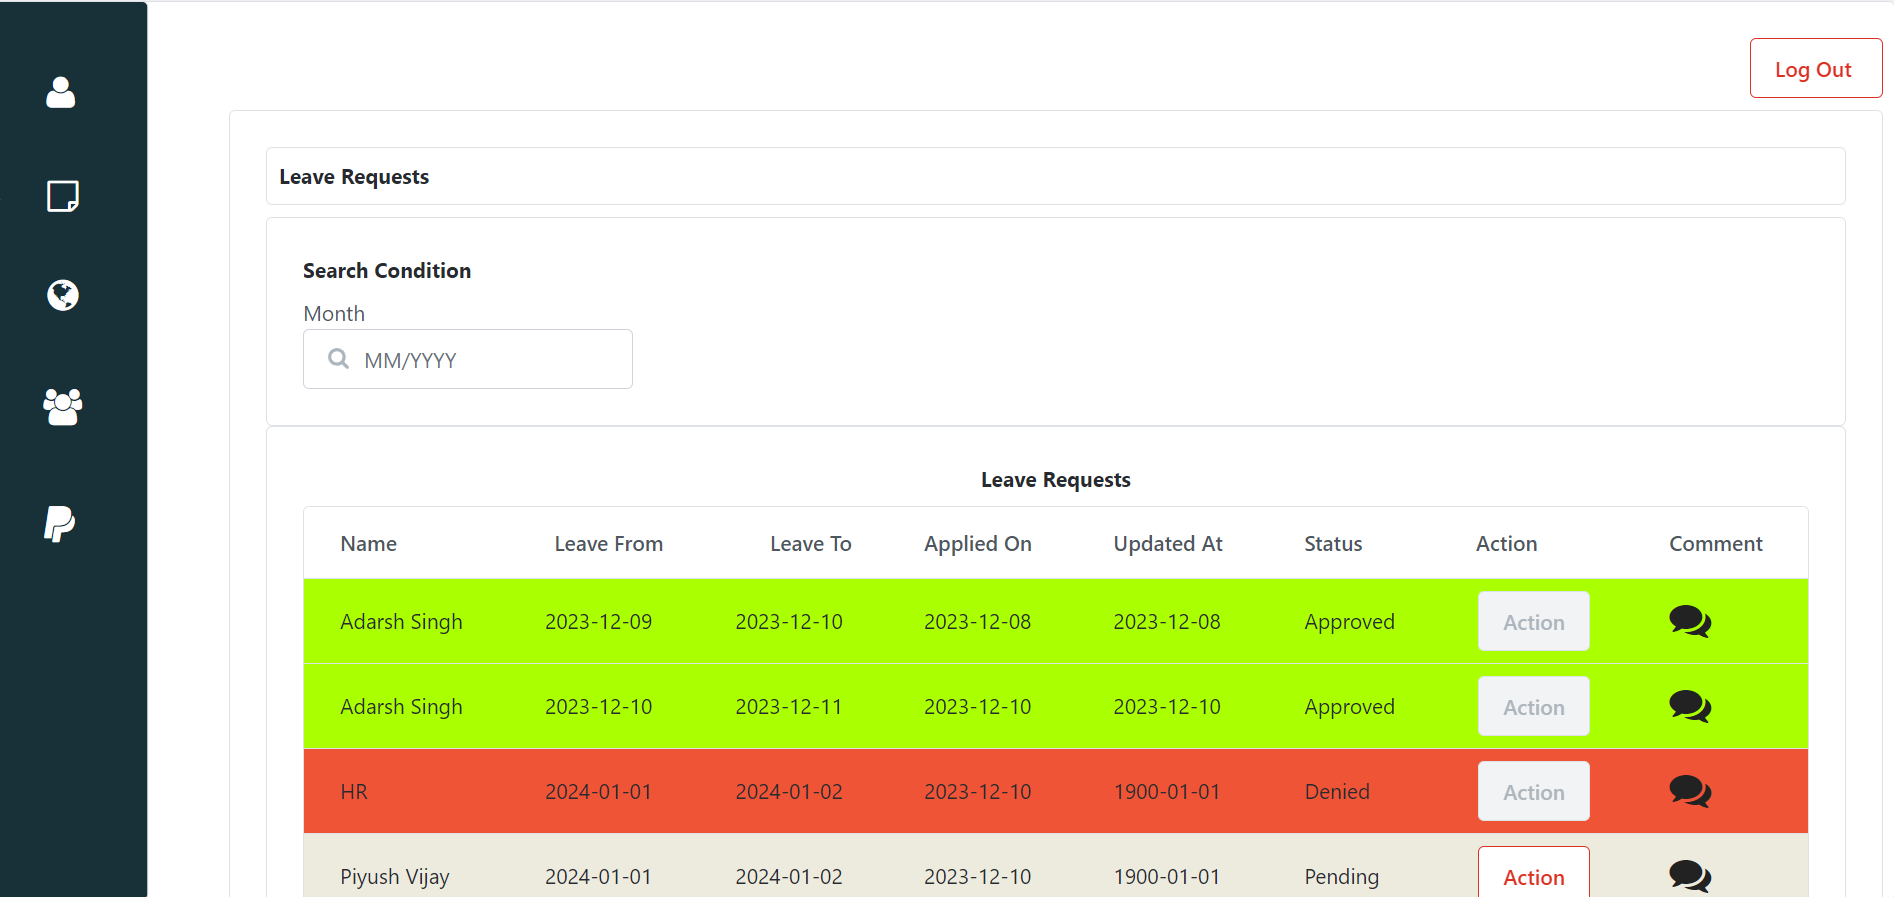 Log Out
Leave Requests
Search Condition
Month
MM/YYYY
Leave Requests
Name Leave From Leave To Applied On Updated At Status Action Comment
Adarsh Singh 2023-12-09 2023-12-10 2023-12-08 2023-12-08 Approved Action
Adarsh Singh 2023-12-10 2023-12-11 2023-12-10 2023-12-10 Approved Action
HR 2024-01-01 2024-01-02 2023-12-10 1900-01-01 Denied Action
Piyush Vijay 2024-01-01 2024-01-02 2023-12-10 1900-01-01 Pending Action